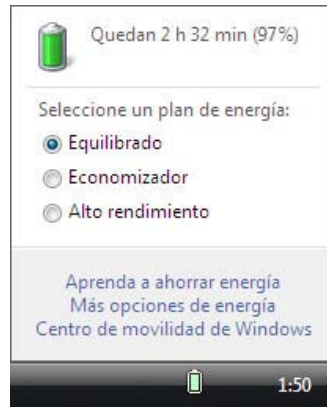 Quedan 2 h 32 min (97%)
Seleccione un plan de energía:
Equilibrado
Economizador
Alto rendimiento
Aprenda a ahorrar energía
Más opciones de energía
Centro de movilidad de Windows
1:50